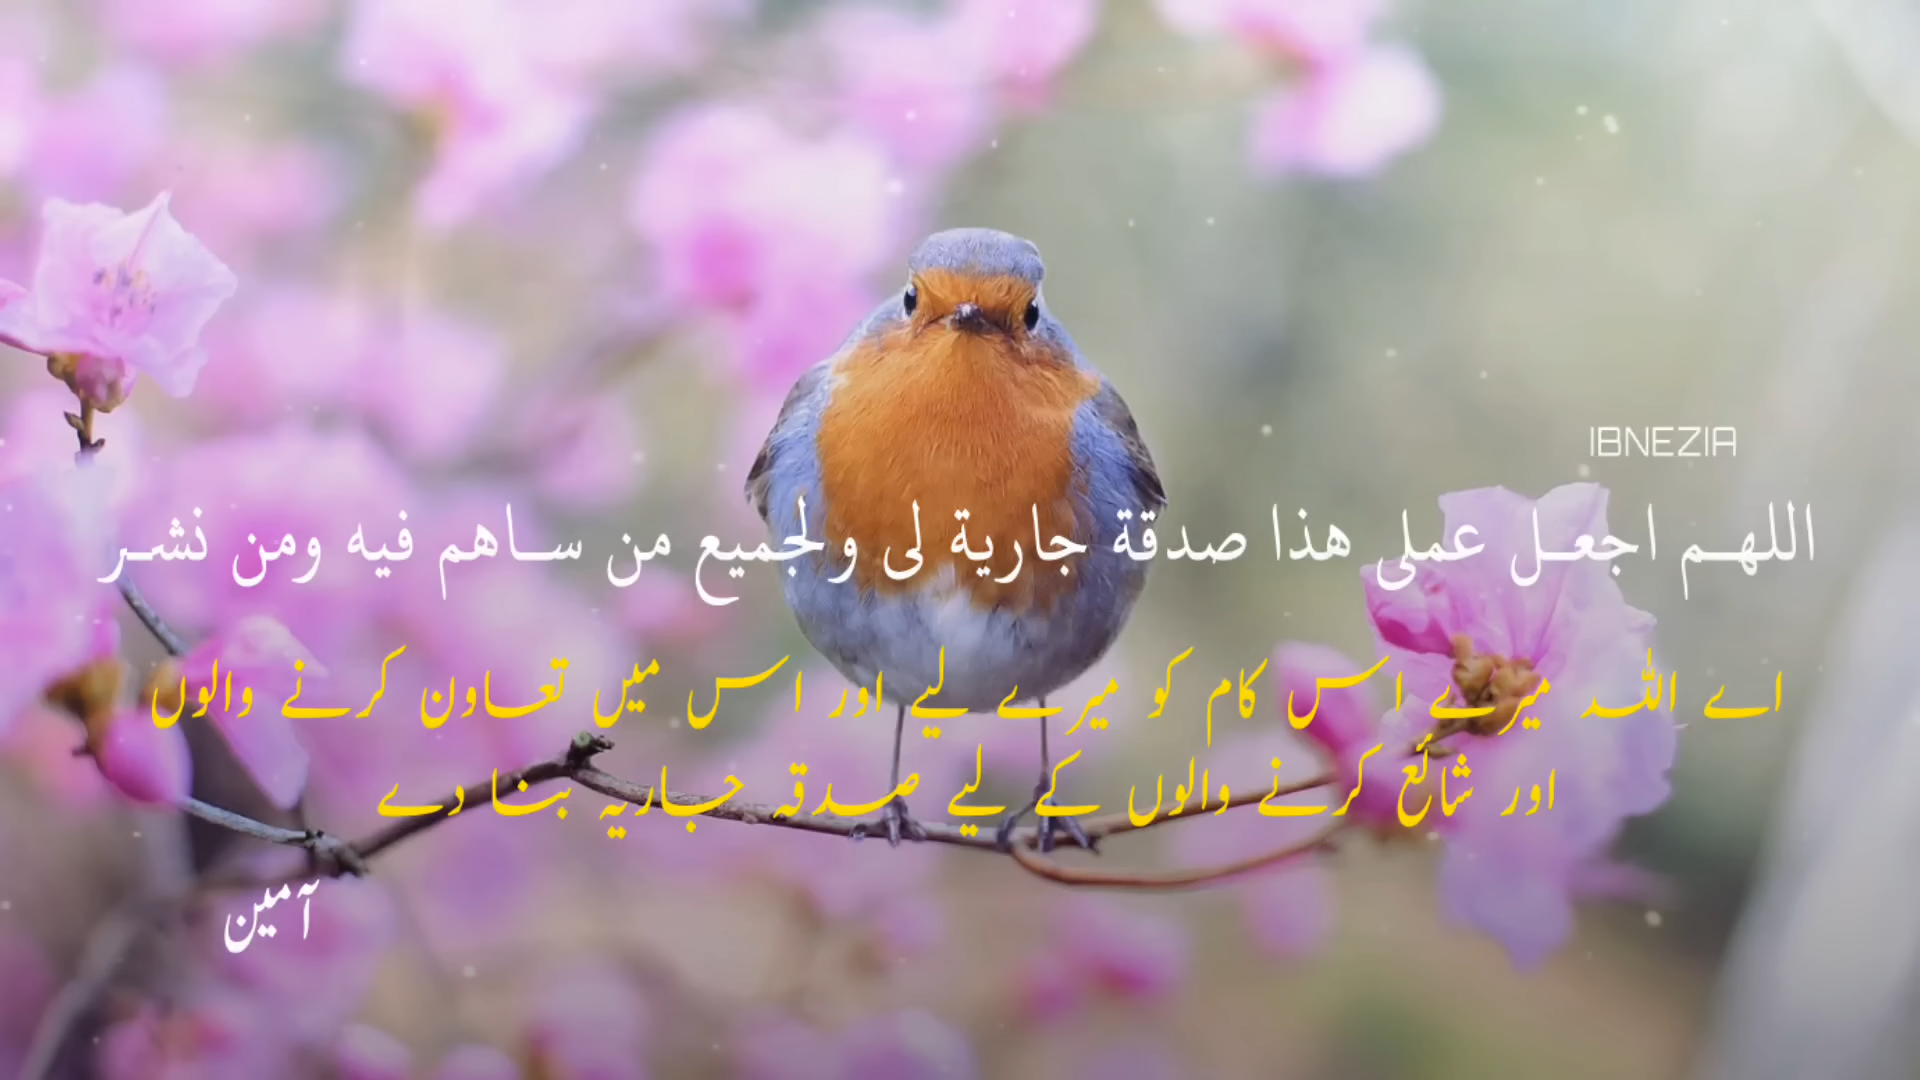 IBNEZIA
اللهم اجعل عملی هذا صدقة جارية لی ولجميع من ساهم فيه ومن نشر
اے اللہ میرے اس کام کو میرے لیے اور اس میں تعاون کرنے والوں
اور شائع کرنے والوں کے لیے صدقہ جاریہ بنا دے
آمین